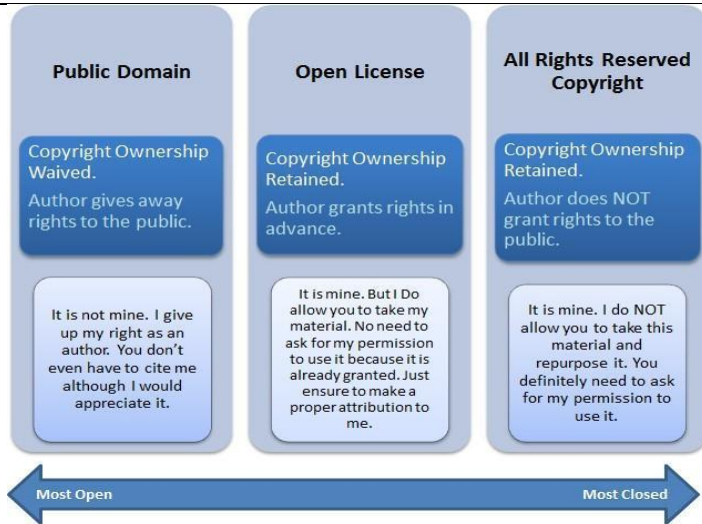 Public Domain
Copyright Ownership
Waived.
Author gives away
rights to the public.
It is not mine. I give
up my right as an
author. You don't
even have to cite me
although I would
appreciate it.
Open License
Copyright Ownership
Retained.
Author grants rights in
advance.
It is mine. But I Do
allow you to take my
material. No need to
ask for my permission
to use it because it is
already granted. Just
ensure to make a
proper attribution to
me.
All Rights Reserved
Copyright
Copyright Ownership
Retained.
Author does NOT
grant rights to the
public.
It is mine. I do NOT
allow you to take this
material and
repurpose it. You
definitely need to ask
for my permission to
use it.
Most Open
Most Closed